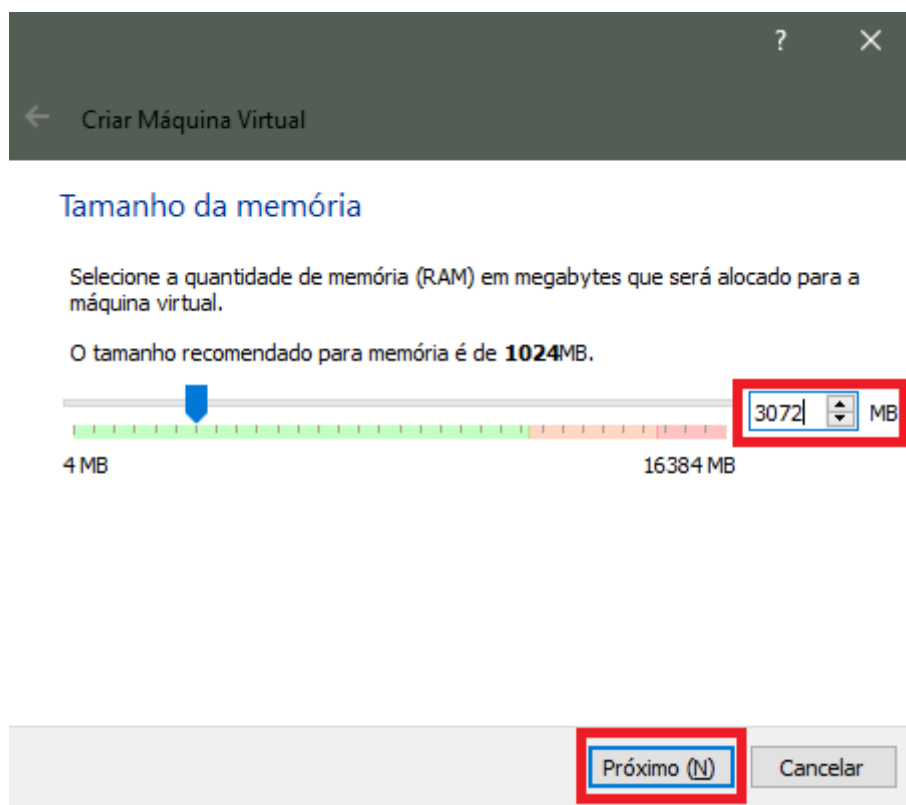 ?
Criar Máquina Virtual
Tamanho da memória
Selecione a quantidade de memória (RAM) em megabytes que será alocado para a
máquina virtual.
O tamanho recomendado para memória é de 1024MB.
3072 MB
4 MB 16384 MB
Próximo (N) Cancelar